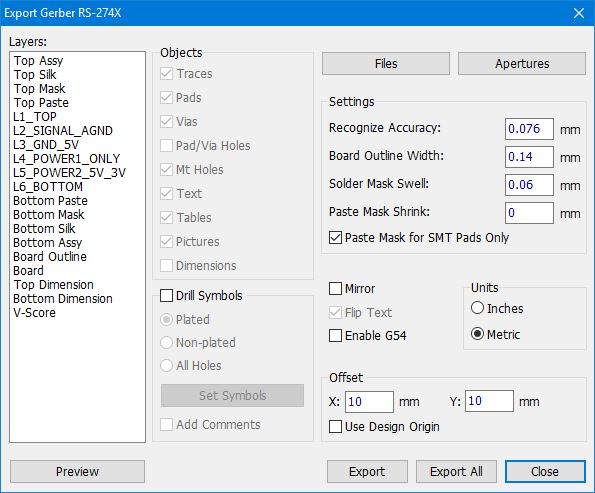 Export Gerber RS-274X
Layers:
Top Assy
Top Silk
Top Mask
Top Paste
L1_TOP
L2_SIGNAL_AGND
L3_GND_5V
L4_POWER1_ONLY
L5_POWER2_5V_3V
L6_BOTTOM
Bottom Paste
Bottom Mask
Bottom Silk
Bottom Assy
Board Outline
Board
Top Dimension
Bottom Dimension
V-Score
Objects
Traces
Pads
Vias
Pad/Via Holes
Mt Holes
Text
Tables
Pictures
Dimensions
Drill Symbols
Plated
Non-plated
All Holes
Set Symbols
Add Comments
Files
Apertures
Settings
Recognize Accuracy: 0.076 mm
Board Outline Width: 0.14 mm
Solder Mask Swell: 0.06 mm
Paste Mask Shrink: 0 mm
Paste Mask for SMT Pads Only
Mirror
Flip Text
Enable G54
Units
Inches
Metric
Offset
X: 10 mm Y: 10 mm
Use Design Origin
Preview
Export
Export All
Close